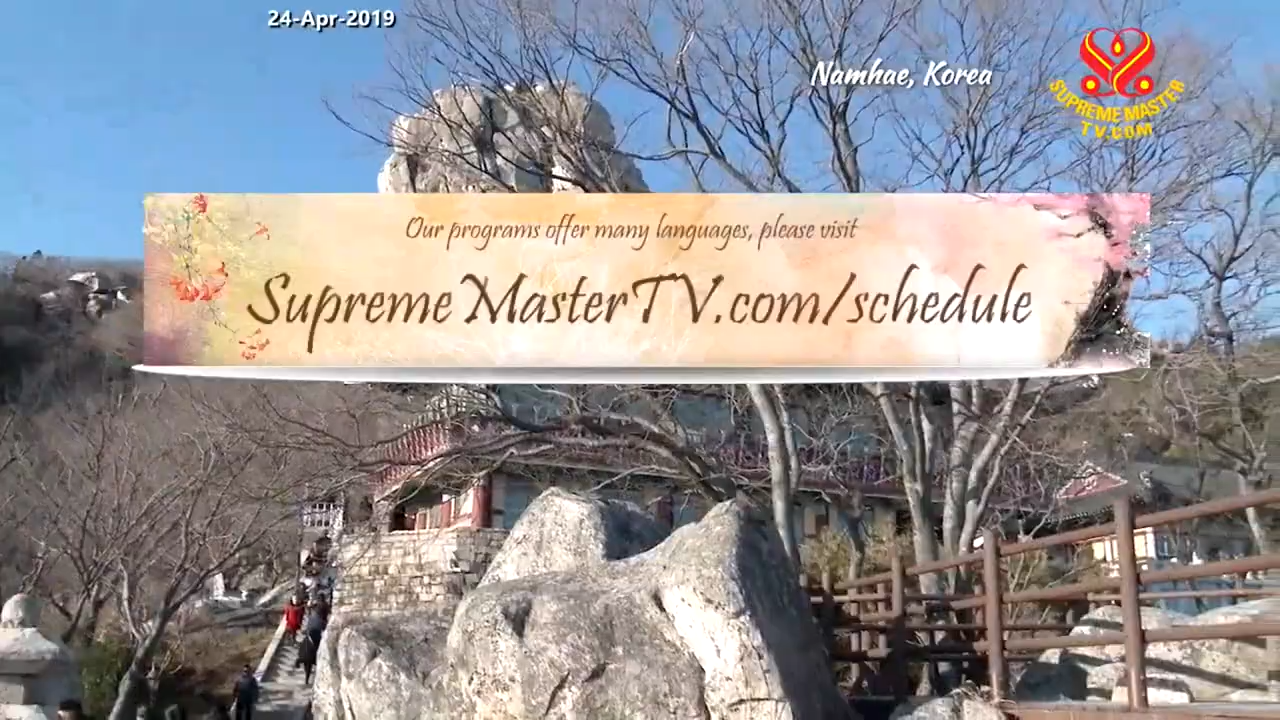 24-Apr-2019
Namhae, Korea
SUPREME MASTER
TV.COM
Our programs offer many languages, please visit
SupremeMasterTV.com/schedule